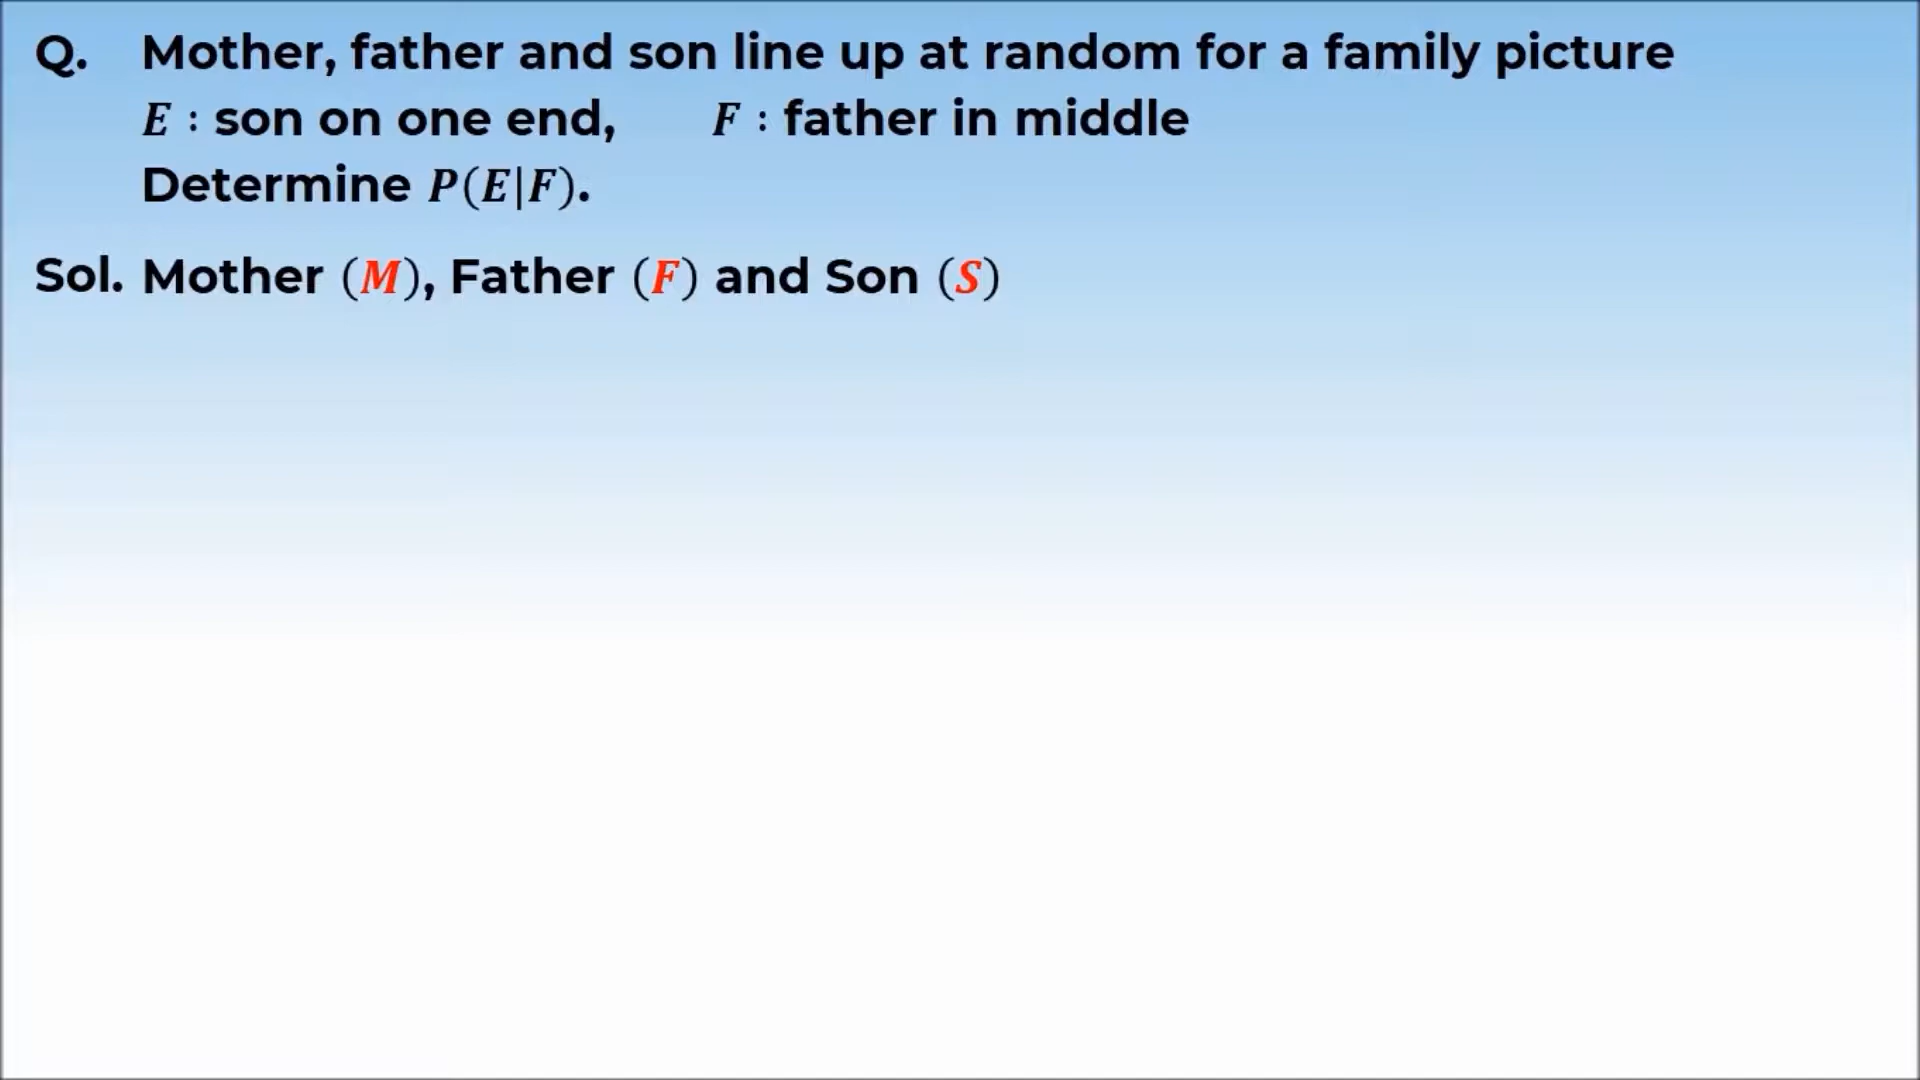 Q. Mother, father and son line up at random for a family picture
E : son on one end, F : father in middle
Determine P(E|F).
Sol. Mother (M), Father (F) and Son (S)